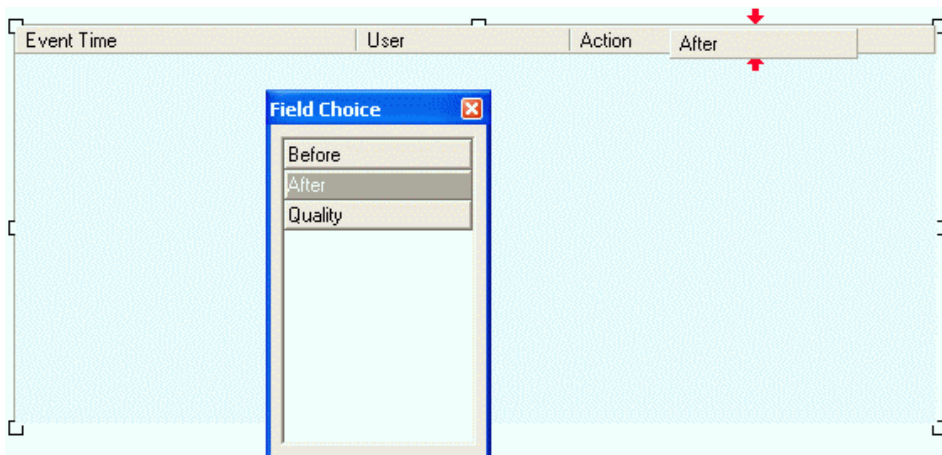 Event Time User Action After
Field Choice
Before
After
Quality